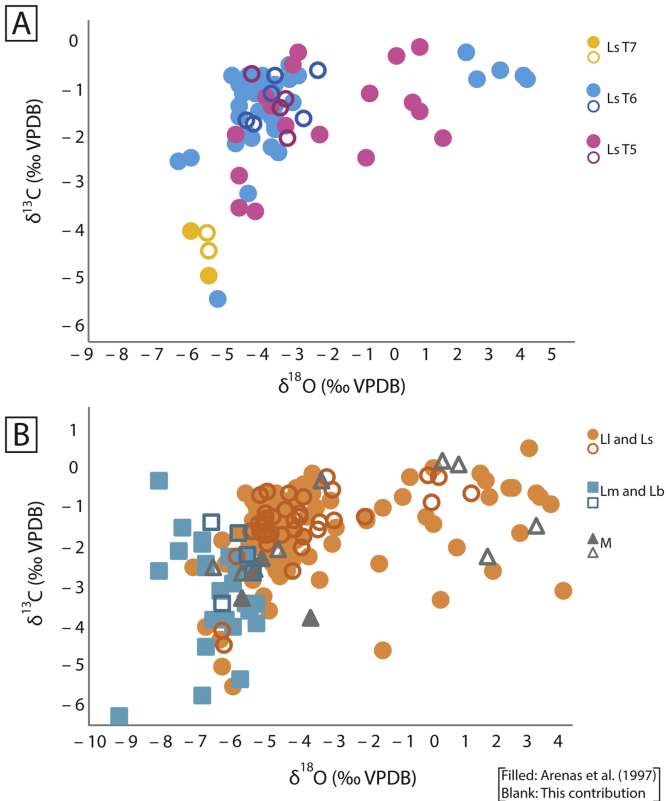 A
0
– 1
– 2
– 3
– 4
– 5
– 6
δ13C (‰ VPDB)
– 9 – 8 – 7 – 6 – 5 – 4 – 3 – 2 – 1 0 1 2 3 4 5
δ18O (‰ VPDB)
Ls T7
Ls T6
Ls T5
B
1
0
– 1
– 2
– 3
– 4
– 5
– 6
δ13C (‰ VPDB)
– 10 – 9 – 8 – 7 – 6 – 5 – 4 – 3 – 2 – 1 0 1 2 3 4
δ18O (‰ VPDB)
Ll and Ls
Lm and Lb
M
Filled: Arenas et al. (1997)
Blank: This contribution